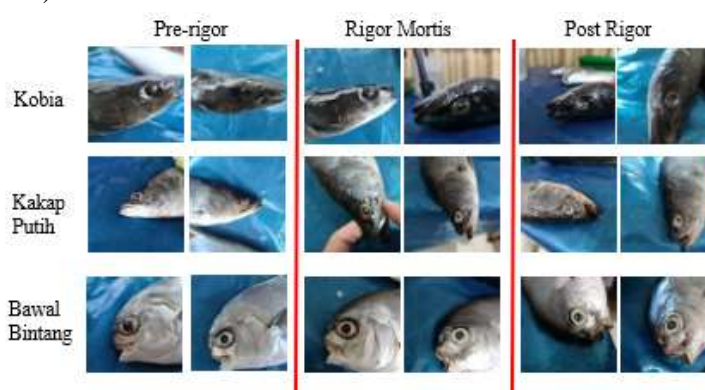 Pre-rigor Rigor Mortis Post Rigor
Kobia
Kakap
Putih
Bawal
Bintang